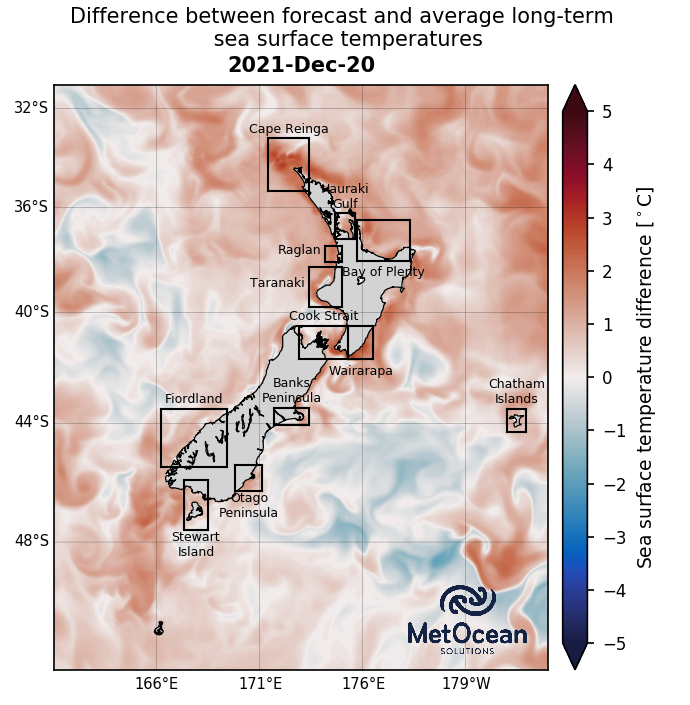 Difference between forecast and average long-term
sea surface temperatures
2021-Dec-20
32°S
36°S
40°S
44°S
48°S
166°E
171°E
176°E
179°W
Cape Reinga
Hauraki
Gulf
Raglan
Bay of Plenty
Taranaki
Cook Strait
Wairarapa
Banks
Peninsula
Fiordland
Chatham
Islands
Otago
Peninsula
Stewart
Island
MetOcean
SOLUTIONS
5
4
3
2
1
0
−1
−2
−3
−4
−5
Sea surface temperature difference [°C]